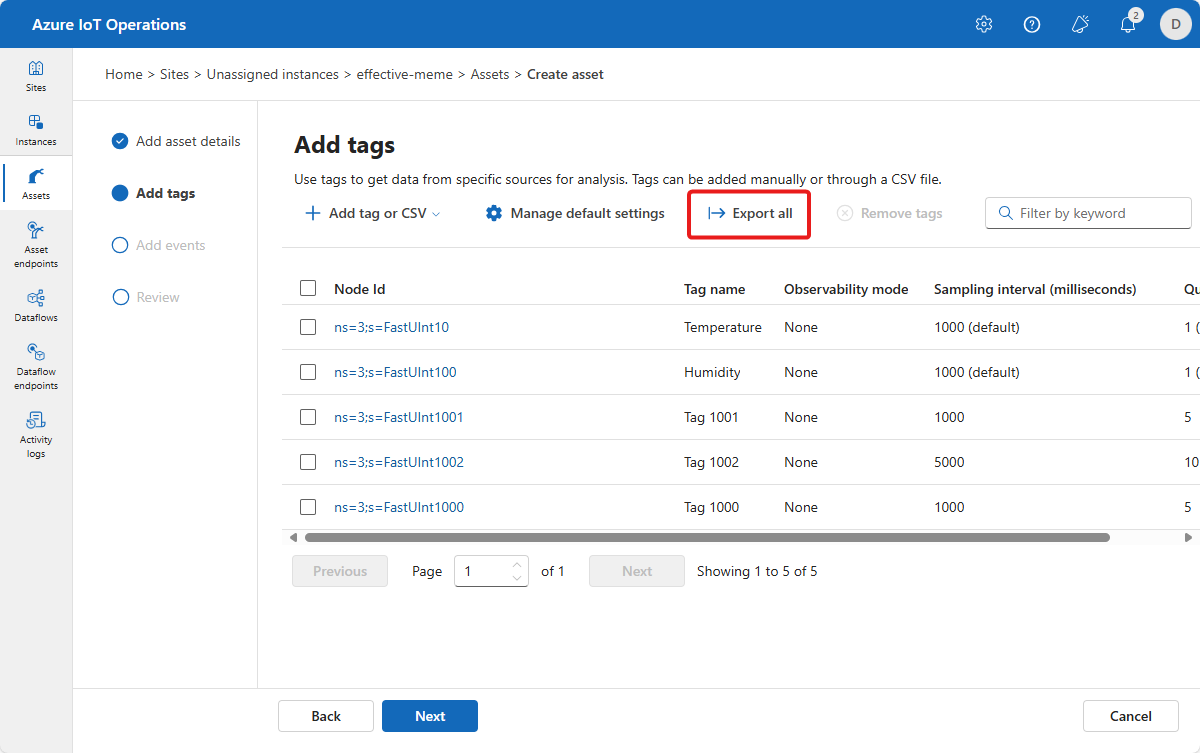 Azure IoT Operations
2
D
Sites
Instances
Assets
Asset
endpoints
Dataflows
Dataflow
endpoints
Activity
logs
Home > Sites > Unassigned instances > effective-meme > Assets > Create asset
Add asset details
Add tags
Add events
Review
Add tags
Use tags to get data from specific sources for analysis. Tags can be added manually or through a CSV file.
Add tag or CSV Manage default settings Export all Remove tags Filter by keyword
Node Id Tag name Observability mode Sampling interval (milliseconds) Qu
ns=3;s=FastUInt10 Temperature None 1000 (default) 1 (
ns=3;s=FastUInt100 Humidity None 1000 (default) 1 (
ns=3;s=FastUInt1001 Tag 1001 None 1000 5
ns=3;s=FastUInt1002 Tag 1002 None 5000 10
ns=3;s=FastUInt1000 Tag 1000 None 1000 5
Previous Page 1 of 1 Next Showing 1 to 5 of 5
Back Next Cancel